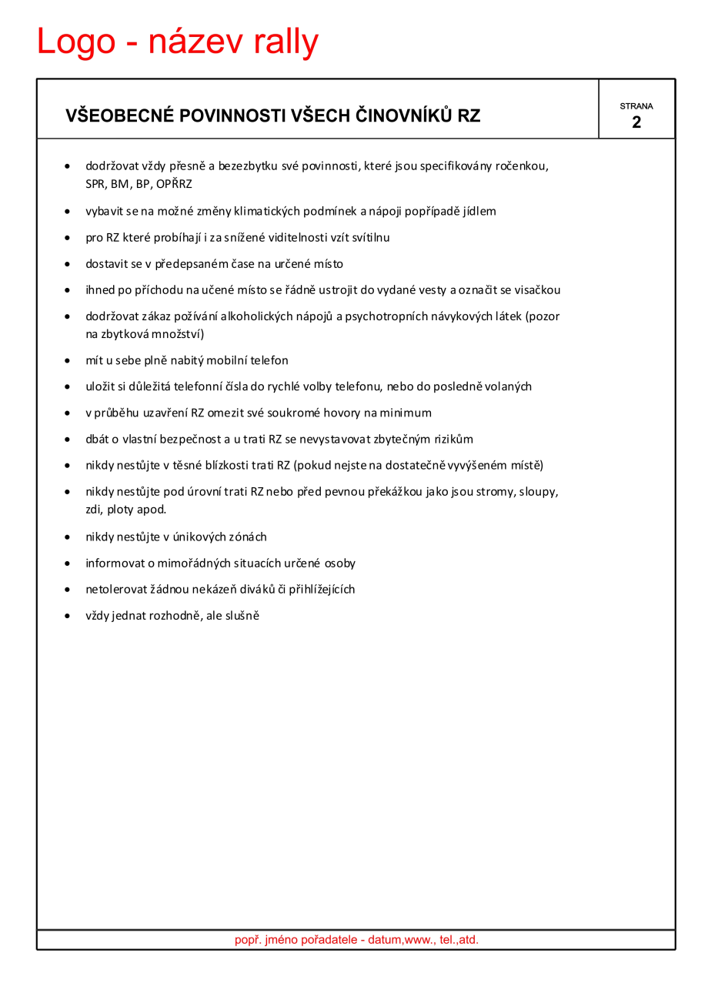 Logo - název rally
VŠEOBECNÉ POVINNOSTI VŠECH ČINOVNÍKŮ RZ
STRANA
2
• dodržovat vždy přesně a bezezbytku své povinnosti, které jsou specifikovány ročenkou,
SPR, BM, BP, OPŘRZ
• vybavit se na možné změny klimatických podmínek a nápoji popřípadě jídlem
• pro RZ které probíhají i za snížené viditelnosti vzít svítilnu
• dostavit se v předepsaném čase na určené místo
• ihned po příchodu na učené místo se řádně ustrojit do vydané vesty a označit se visačkou
• dodržovat zákaz požívání alkoholických nápojů a psychotropních návykových látek (pozor
na zbytková množství)
• mít u sebe plně nabitý mobilní telefon
• uložit si důležitá telefonní čísla do rychlé volby telefonu, nebo do posledně volaných
• v průběhu uzavření RZ omezit své soukromé hovory na minimum
• dbát o vlastní bezpečnost a u trati RZ se nevystavovat zbytečným rizikům
• nikdy nestůjte v těsné blízkosti trati RZ (pokud nejste na dostatečně vyvýšeném místě)
• nikdy nestůjte pod úrovní trati RZ nebo před pevnou překážkou jako jsou stromy, sloupy,
zdi, ploty apod.
• nikdy nestůjte v únikových zónách
• informovat o mimořádných situacích určené osoby
• netolerovat žádnou nekázeň diváků či přihlížejících
• vždy jednat rozhodně, ale slušně
popř. jméno pořadatele - datum,www., tel.,atd.